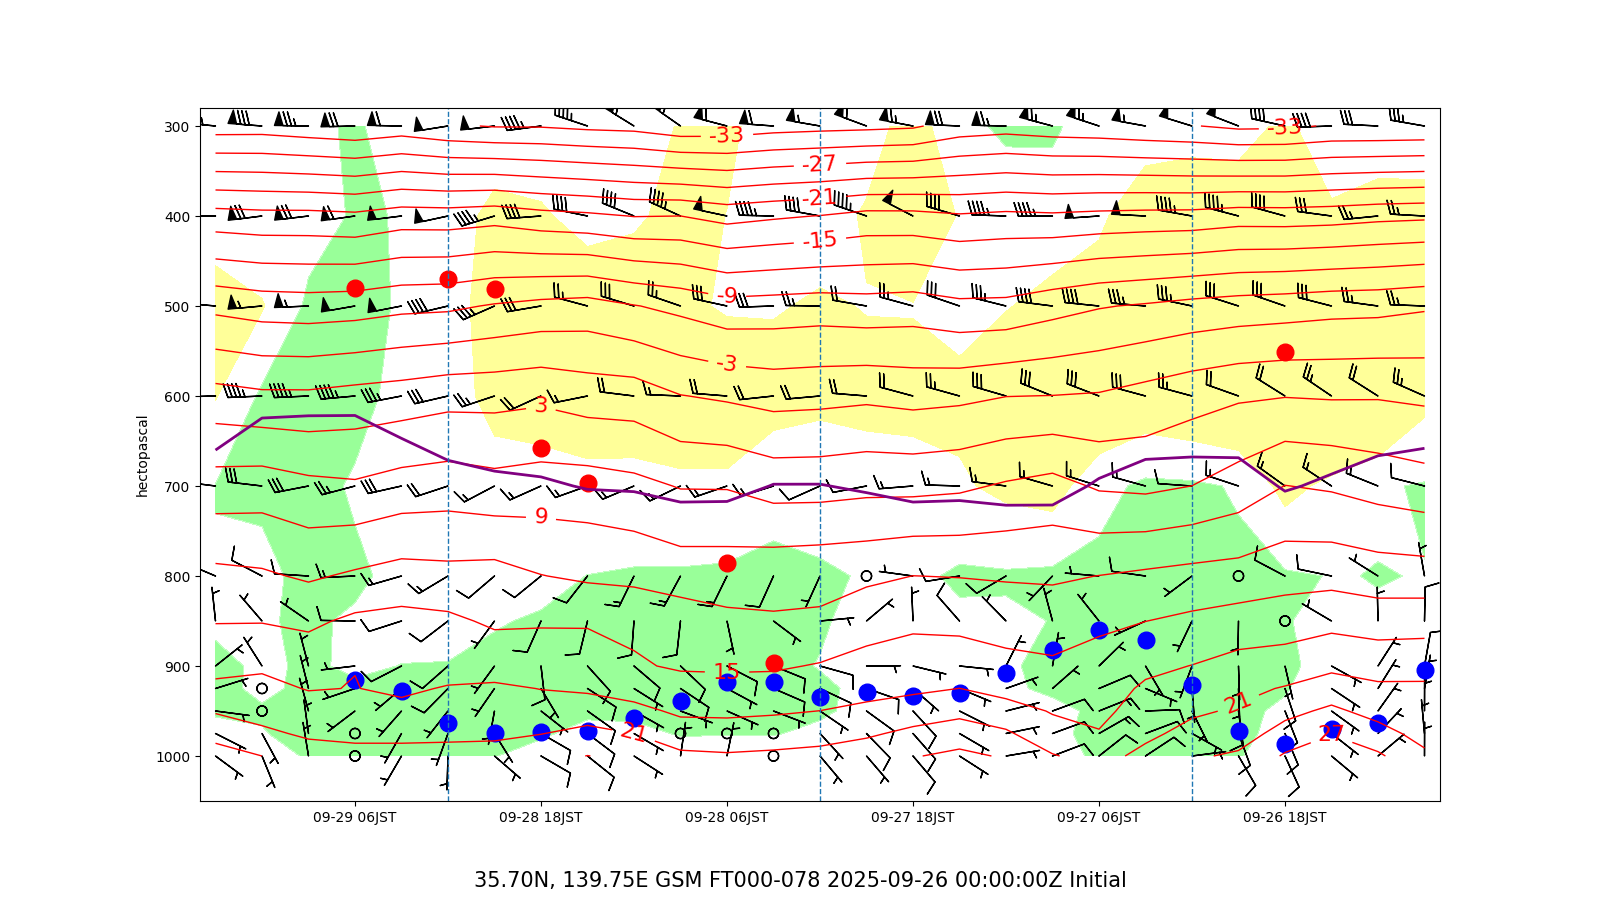 300
400
500
600
700
800
900
1000
hectopascal
-33
-33
-27
-21
-15
-9
-3
3
9
15
21
21
27
09-29 06JST
09-28 18JST
09-28 06JST
09-27 18JST
09-27 06JST
09-26 18JST
35.70N, 139.75E GSM FT000-078 2025-09-26 00:00:00Z Initial